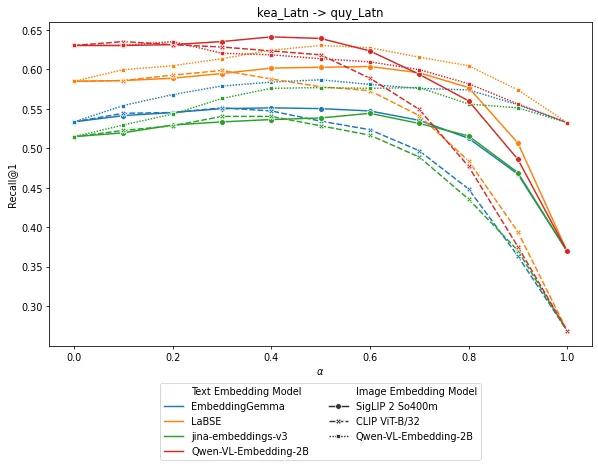 kea_Latn -> quy_Latn
0.65
0.60
0.55
0.50
0.45
0.40
0.35
0.30
Recall@1
0.0 0.2 0.4 0.6 0.8 1.0
α
Text Embedding Model
EmbeddingGemma
LaBSE
jina-embeddings-v3
Qwen-VL-Embedding-2B
Image Embedding Model
SigLIP 2 So400m
CLIP ViT-B/32
Qwen-VL-Embedding-2B